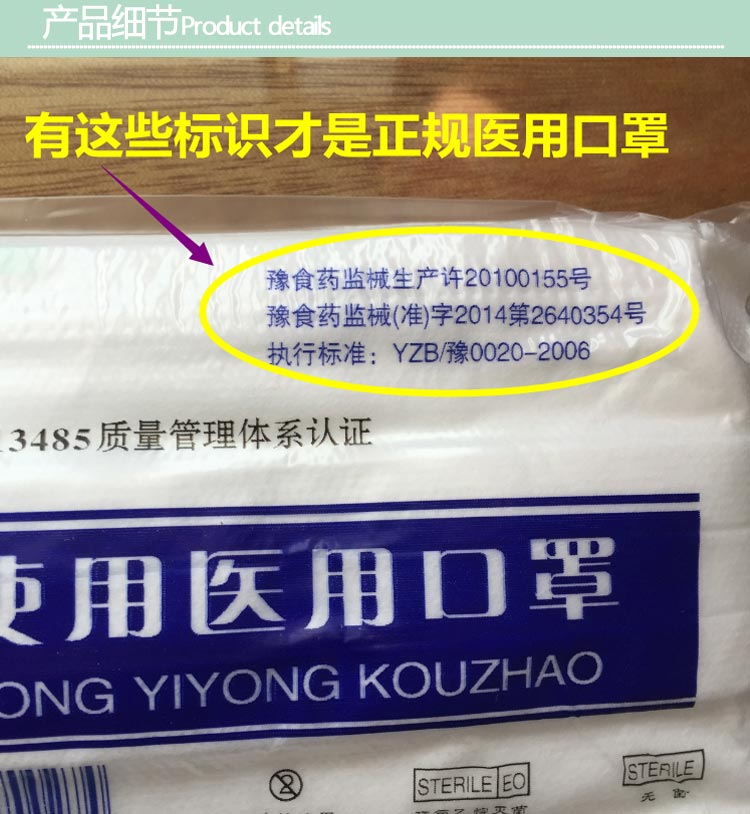 产品细节Product details
有这些标识才是正规医用口罩
豫食药监械生产许20100155号
豫食药监械(准)字2014第2640354号
执行标准：YZB/豫0020-2006
13485质量管理体系认证
使用医用口罩
ONG YIYONG KOUZHAO
STERILE EO
STERILE
无菌